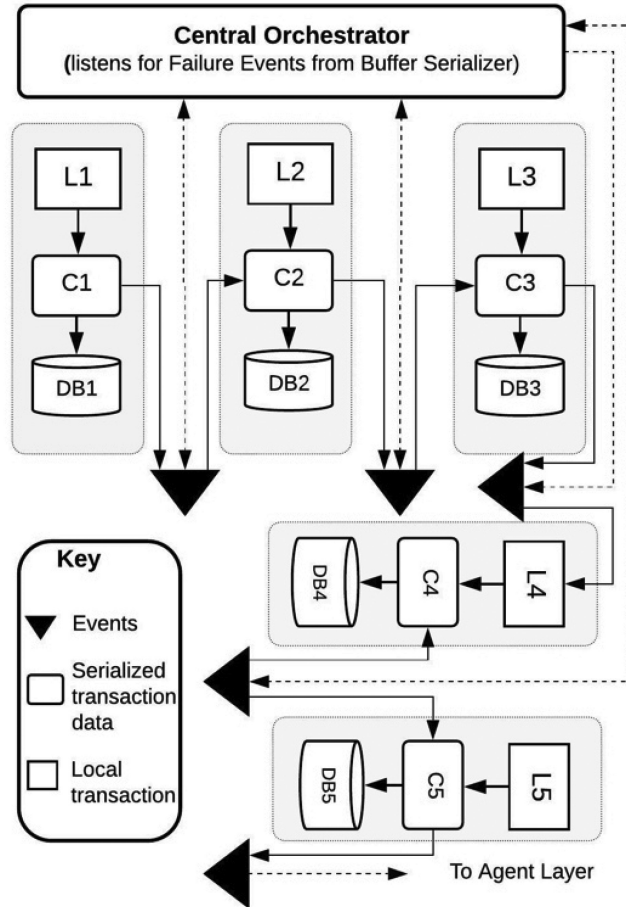 Central Orchestrator
(listens for Failure Events from Buffer Serializer)
L1
L2
L3
C1
C2
C3
DB1
DB2
DB3
DB4
C4
L4
Key
Events
Serialized
transaction
data
Local
transaction
DB5
C5
L5
To Agent Layer